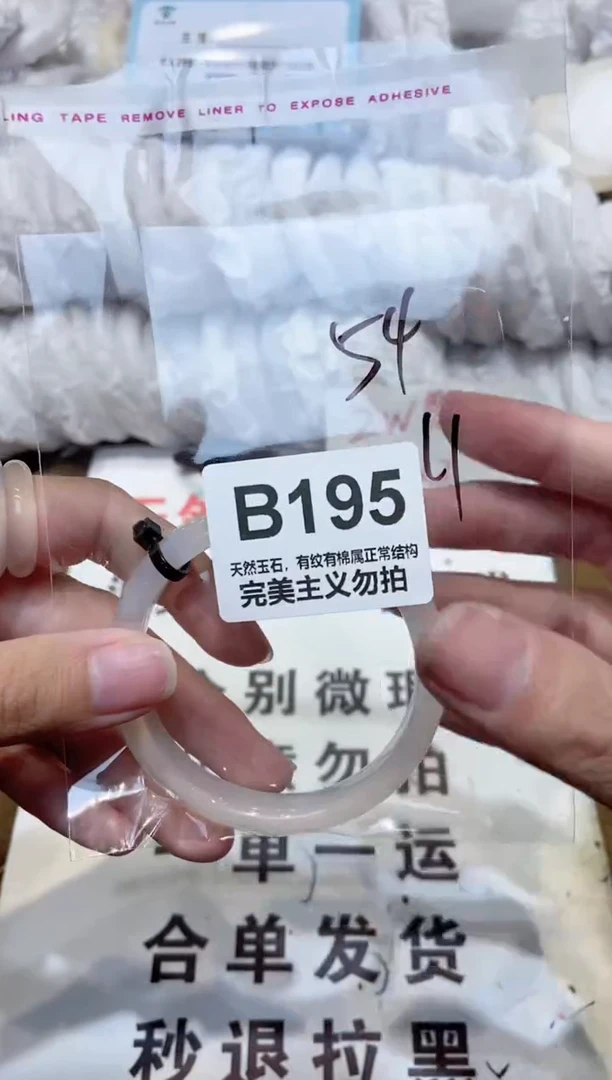 LING TAPE REMOVE LINER TO EXPOSE ADHESIVE
54
B195
天然玉石，有纹有棉属正常结构
完美主义勿拍
别微瑕
勿拍
单一运
合单发货
秒退拉黑